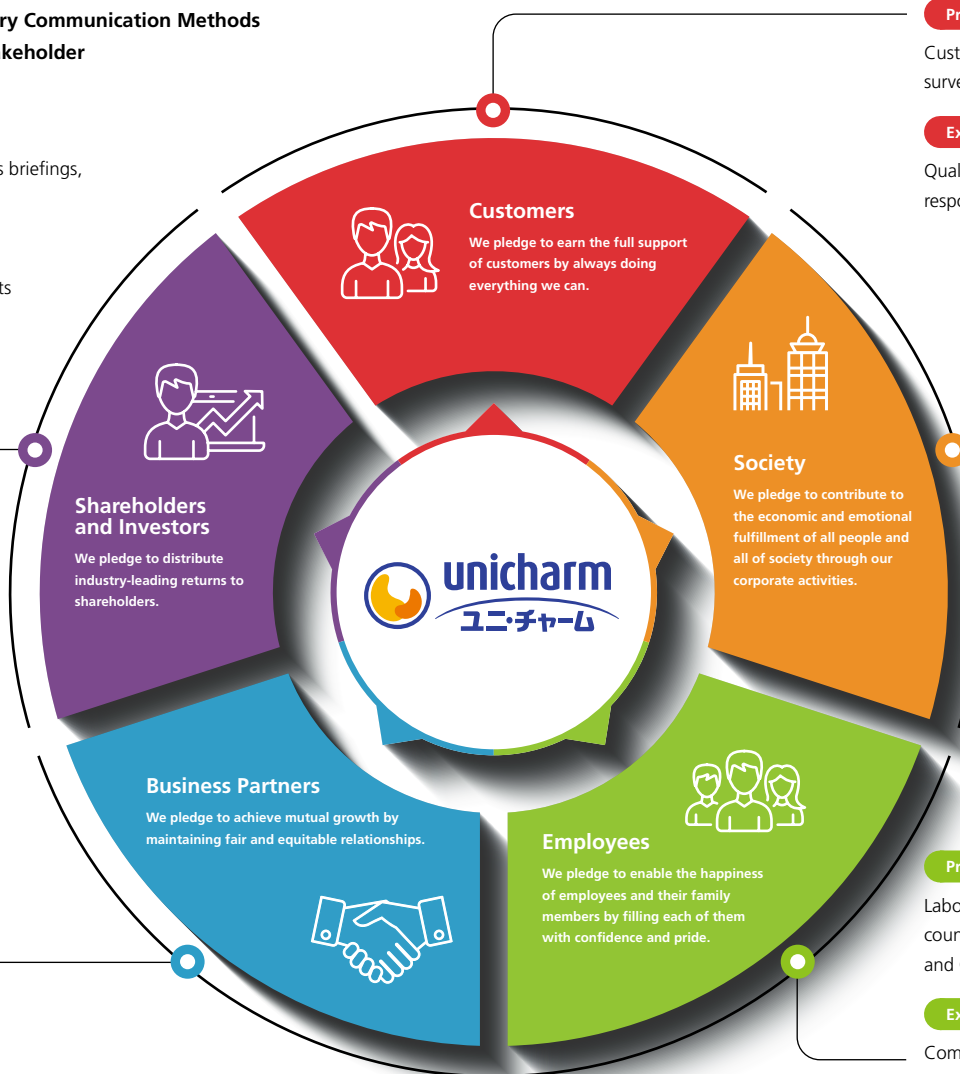 ry Communication Methods
keholder
s briefings,
ts
Pr
Cust
surve
Ex
Qual
respo
Customers
We pledge to earn the full support
of customers by always doing
everything we can.
Society
We pledge to contribute to
the economic and emotional
fulfillment of all people and
all of society through our
corporate activities.
Shareholders
and Investors
We pledge to distribute
industry-leading returns to
shareholders.
unicharm
ユニ・チャーム
Business Partners
We pledge to achieve mutual growth by
maintaining fair and equitable relationships.
Employees
We pledge to enable the happiness
of employees and their family
members by filling each of them
with confidence and pride.
Pr
Labo
coun
and
Ex
Com